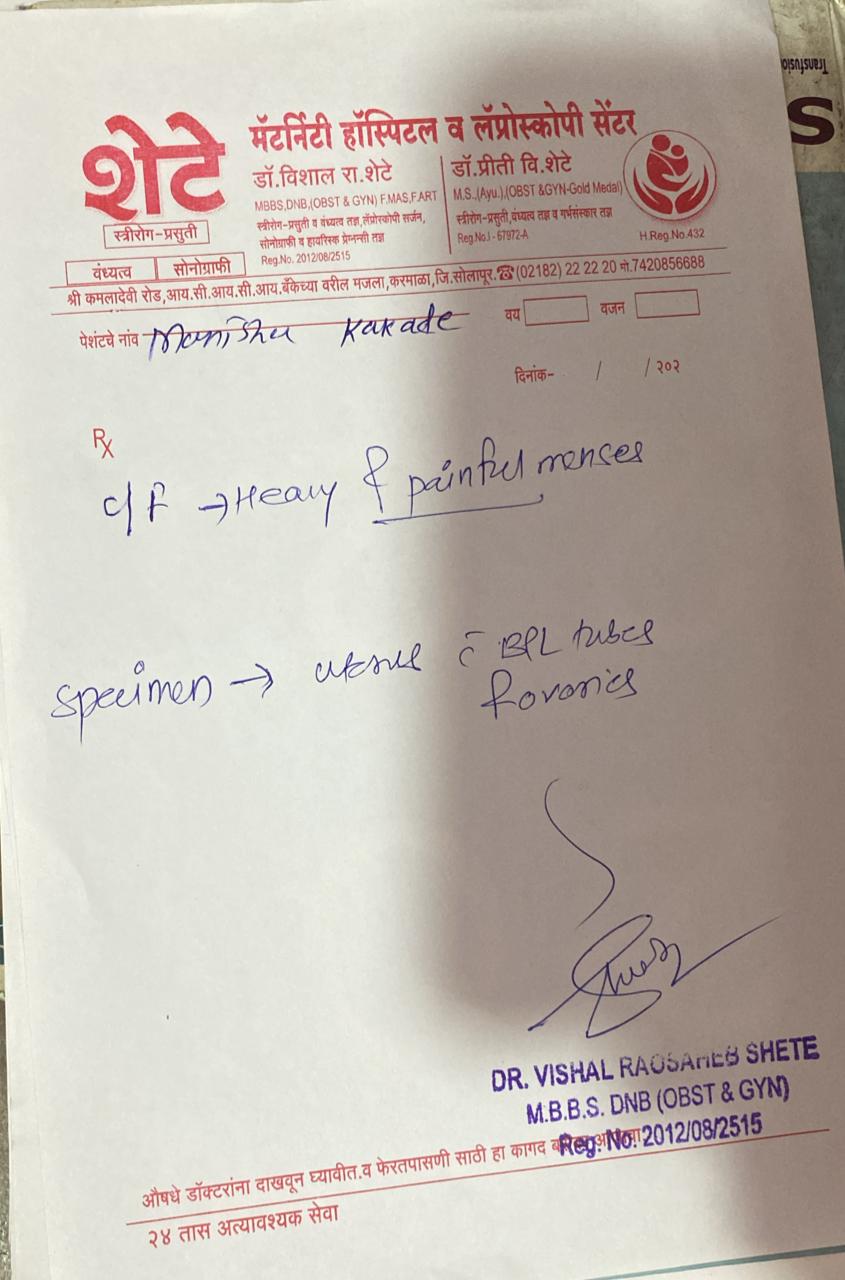 शेटे
मॅटर्निटी हॉस्पिटल व लॅप्रोस्कोपी सेंटर
स्त्रीरोग-प्रसुती
वंध्यत्व सोनोग्राफी
डॉ.विशाल रा.शेटे
MBBS,DNB,(OBST & GYN) F.MAS,F.ART
स्त्रीरोग-प्रसुती व वंध्यत्व तज्ञ,लॅप्रोस्कोपी सर्जन,
सोनोग्राफी व हायरिस्क प्रेग्नन्सी तज्ञ
Reg.No. 2012/08/2515
डॉ.प्रीती वि.शेटे
M.S.,(Ayu.),(OBST &GYN-Gold Medal)
स्त्रीरोग-प्रसुती,वंध्यत्व तज्ञ व गर्भसंस्कार तज्ञ
Reg.No.I - 67972-A
H.Reg.No.432
श्री कमलादेवी रोड,आय.सी.आय.सी.आय.बँकेच्या वरील मजला,करमाळा,जि.सोलापूर.☎(02182) 22 22 20 मो.7420856688
पेशंटचे नांव Manisha Kakade वय वजन
दिनांक- / / २०२
Rx
c/f → Heavy & painful menses
specimen → uterus c̄ B/L tubes
& ovaries
DR. VISHAL RAOSAHEB SHETE
M.B.B.S. DNB (OBST & GYN)
Reg. No. 2012/08/2515
औषधे डॉक्टरांना दाखवून घ्यावीत.व फेरतपासणी साठी हा कागद
२४ तास अत्यावश्यक सेवा
Transfusio
S